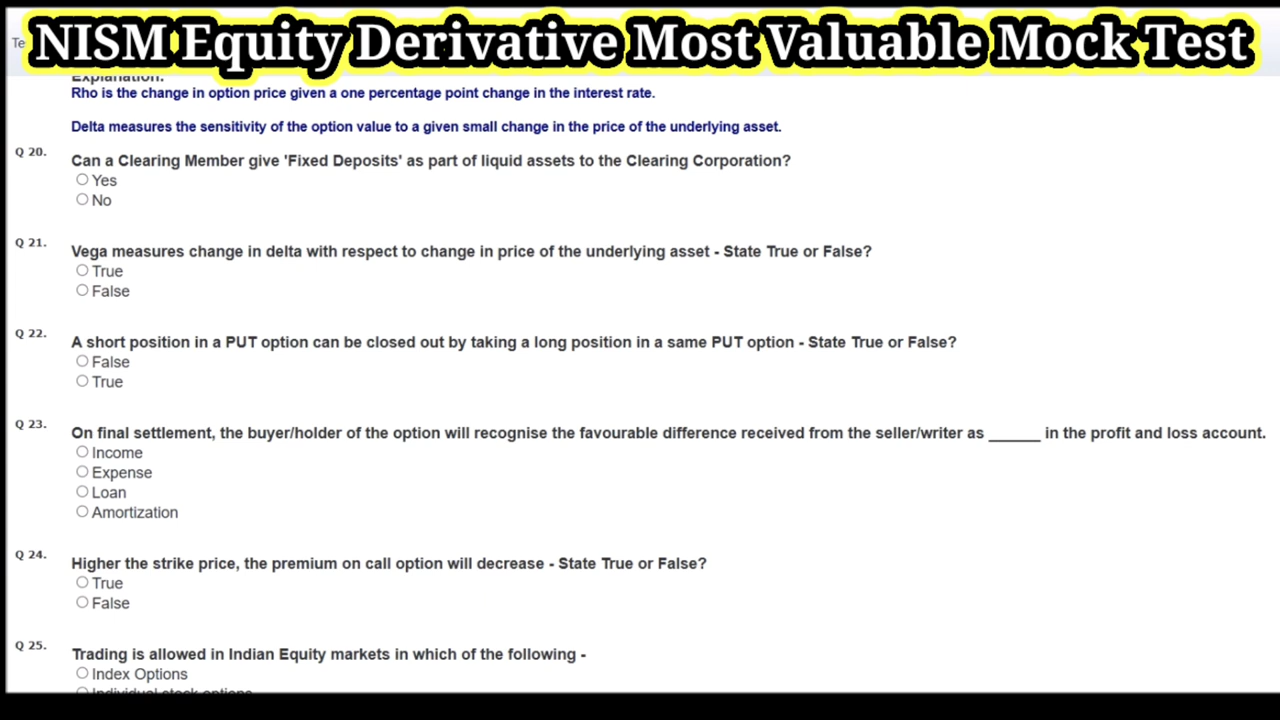 NISM Equity Derivative Most Valuable Mock Test
Te
Explanation:
Rho is the change in option price given a one percentage point change in the interest rate.
Delta measures the sensitivity of the option value to a given small change in the price of the underlying asset.
Q 20. Can a Clearing Member give 'Fixed Deposits' as part of liquid assets to the Clearing Corporation?
Yes
No
Q 21. Vega measures change in delta with respect to change in price of the underlying asset - State True or False?
True
False
Q 22. A short position in a PUT option can be closed out by taking a long position in a same PUT option - State True or False?
False
True
Q 23. On final settlement, the buyer/holder of the option will recognise the favourable difference received from the seller/writer as ______ in the profit and loss account.
Income
Expense
Loan
Amortization
Q 24. Higher the strike price, the premium on call option will decrease - State True or False?
True
False
Q 25. Trading is allowed in Indian Equity markets in which of the following -
Index Options
Individual stock options